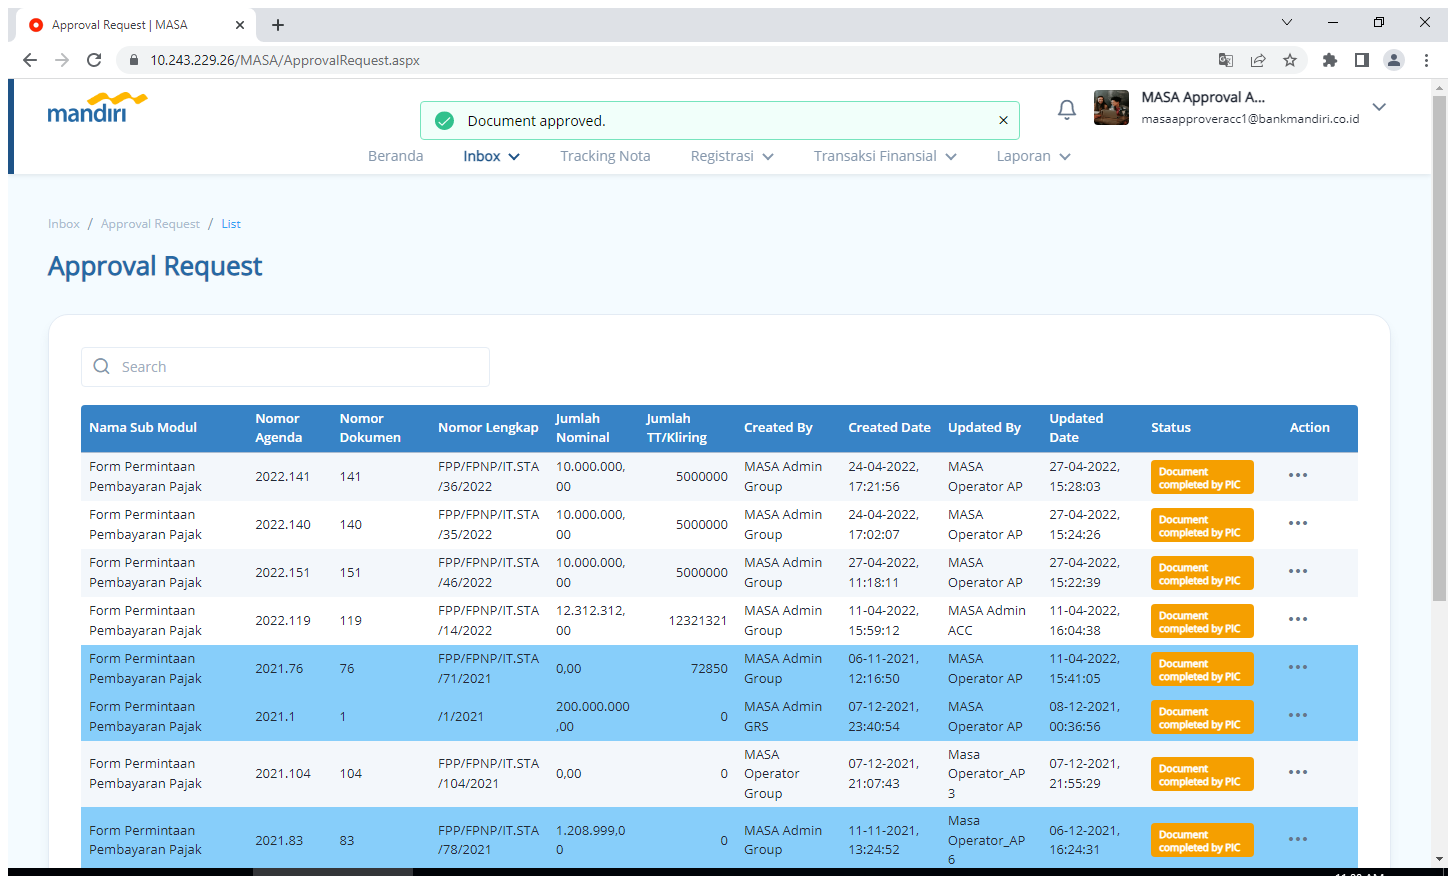 Approval Request | MASA
10.243.229.26/MASA/ApprovalRequest.aspx
mandiri
Document approved.
MASA Approval A...
masaapproveracc1@bankmandiri.co.id
Beranda Inbox Tracking Nota Registrasi Transaksi Finansial Laporan
Inbox / Approval Request / List
Approval Request
Search
Nama Sub Modul Nomor Agenda Nomor Dokumen Nomor Lengkap Jumlah Nominal Jumlah TT/Kliring Created By Created Date Updated By Updated Date Status Action
Form Permintaan Pembayaran Pajak 2022.141 141 FPP/FPNP/IT.STA/36/2022 10.000.000,00 5000000 MASA Admin Group 24-04-2022, 17:21:56 MASA Operator AP 27-04-2022, 15:28:03 Document completed by PIC
Form Permintaan Pembayaran Pajak 2022.140 140 FPP/FPNP/IT.STA/35/2022 10.000.000,00 5000000 MASA Admin Group 24-04-2022, 17:02:07 MASA Operator AP 27-04-2022, 15:24:26 Document completed by PIC
Form Permintaan Pembayaran Pajak 2022.151 151 FPP/FPNP/IT.STA/46/2022 10.000.000,00 5000000 MASA Admin Group 27-04-2022, 11:18:11 MASA Operator AP 27-04-2022, 15:22:39 Document completed by PIC
Form Permintaan Pembayaran Pajak 2022.119 119 FPP/FPNP/IT.STA/14/2022 12.312.312,00 12321321 MASA Admin Group 11-04-2022, 15:59:12 MASA Admin ACC 11-04-2022, 16:04:38 Document completed by PIC
Form Permintaan Pembayaran Pajak 2021.76 76 FPP/FPNP/IT.STA/71/2021 0,00 72850 MASA Admin Group 06-11-2021, 12:16:50 MASA Operator AP 11-04-2022, 15:41:05 Document completed by PIC
Form Permintaan Pembayaran Pajak 2021.1 1 /1/2021 200.000.000,00 0 MASA Admin GRS 07-12-2021, 23:40:54 MASA Operator AP 08-12-2021, 00:36:56 Document completed by PIC
Form Permintaan Pembayaran Pajak 2021.104 104 FPP/FPNP/IT.STA/104/2021 0,00 0 MASA Operator Group 07-12-2021, 21:07:43 Masa Operator_AP3 07-12-2021, 21:55:29 Document completed by PIC
Form Permintaan Pembayaran Pajak 2021.83 83 FPP/FPNP/IT.STA/78/2021 1.208.999,00 0 MASA Admin Group 11-11-2021, 13:24:52 Masa Operator_AP6 06-12-2021, 16:24:31 Document completed by PIC